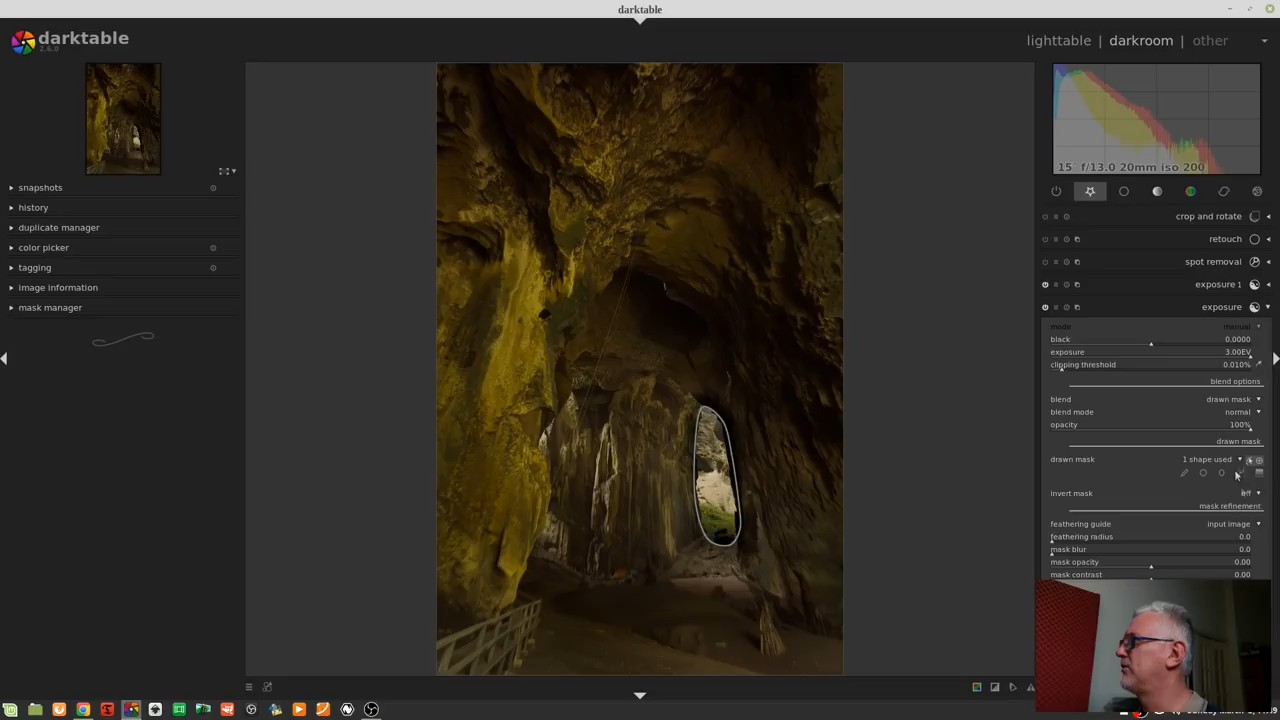 darktable
darktable
2.6.0
lighttable | darkroom | other
15" f/13.0 20mm iso 200
snapshots
history
duplicate manager
color picker
tagging
image information
mask manager
crop and rotate
retouch
spot removal
exposure 1
exposure
mode manual
black 0.0000
exposure 3.00EV
clipping threshold 0.010%
blend options
blend drawn mask
blend mode normal
opacity 100%
drawn mask
drawn mask 1 shape used
invert mask off
mask refinement
feathering guide input image
feathering radius 0.0
mask blur 0.0
mask opacity 0.00
mask contrast 0.00